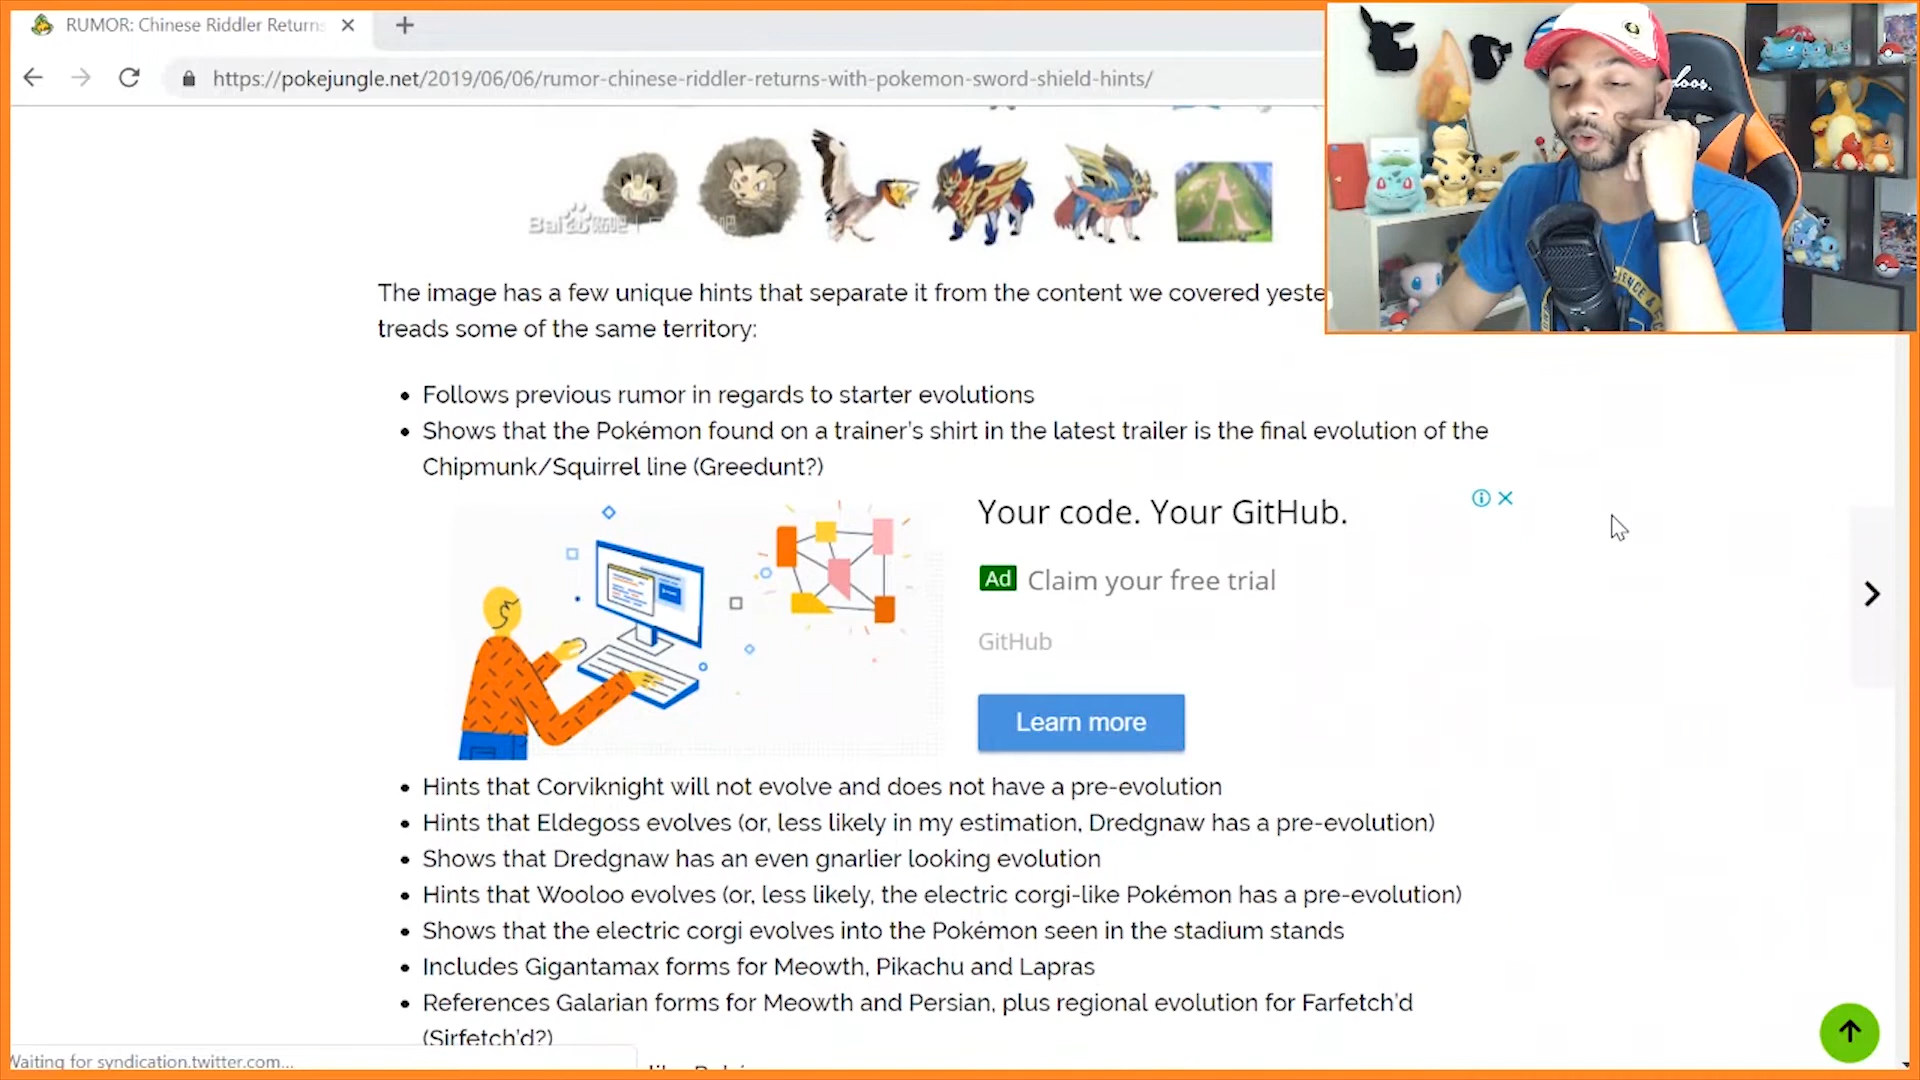 RUMOR: Chinese Riddler Returns
https://pokejungle.net/2019/06/06/rumor-chinese-riddler-returns-with-pokemon-sword-shield-hints/
The image has a few unique hints that separate it from the content we covered yeste
treads some of the same territory:
Follows previous rumor in regards to starter evolutions
Shows that the Pokémon found on a trainer's shirt in the latest trailer is the final evolution of the
Chipmunk/Squirrel line (Greedunt?)
Your code. Your GitHub.
Ad Claim your free trial
GitHub
Learn more
Hints that Corviknight will not evolve and does not have a pre-evolution
Hints that Eldegoss evolves (or, less likely in my estimation, Dredgnaw has a pre-evolution)
Shows that Dredgnaw has an even gnarlier looking evolution
Hints that Wooloo evolves (or, less likely, the electric corgi-like Pokémon has a pre-evolution)
Shows that the electric corgi evolves into the Pokémon seen in the stadium stands
Includes Gigantamax forms for Meowth, Pikachu and Lapras
References Galarian forms for Meowth and Persian, plus regional evolution for Farfetch'd
(Sirfetch'd?)
Waiting for syndication.twitter.com...